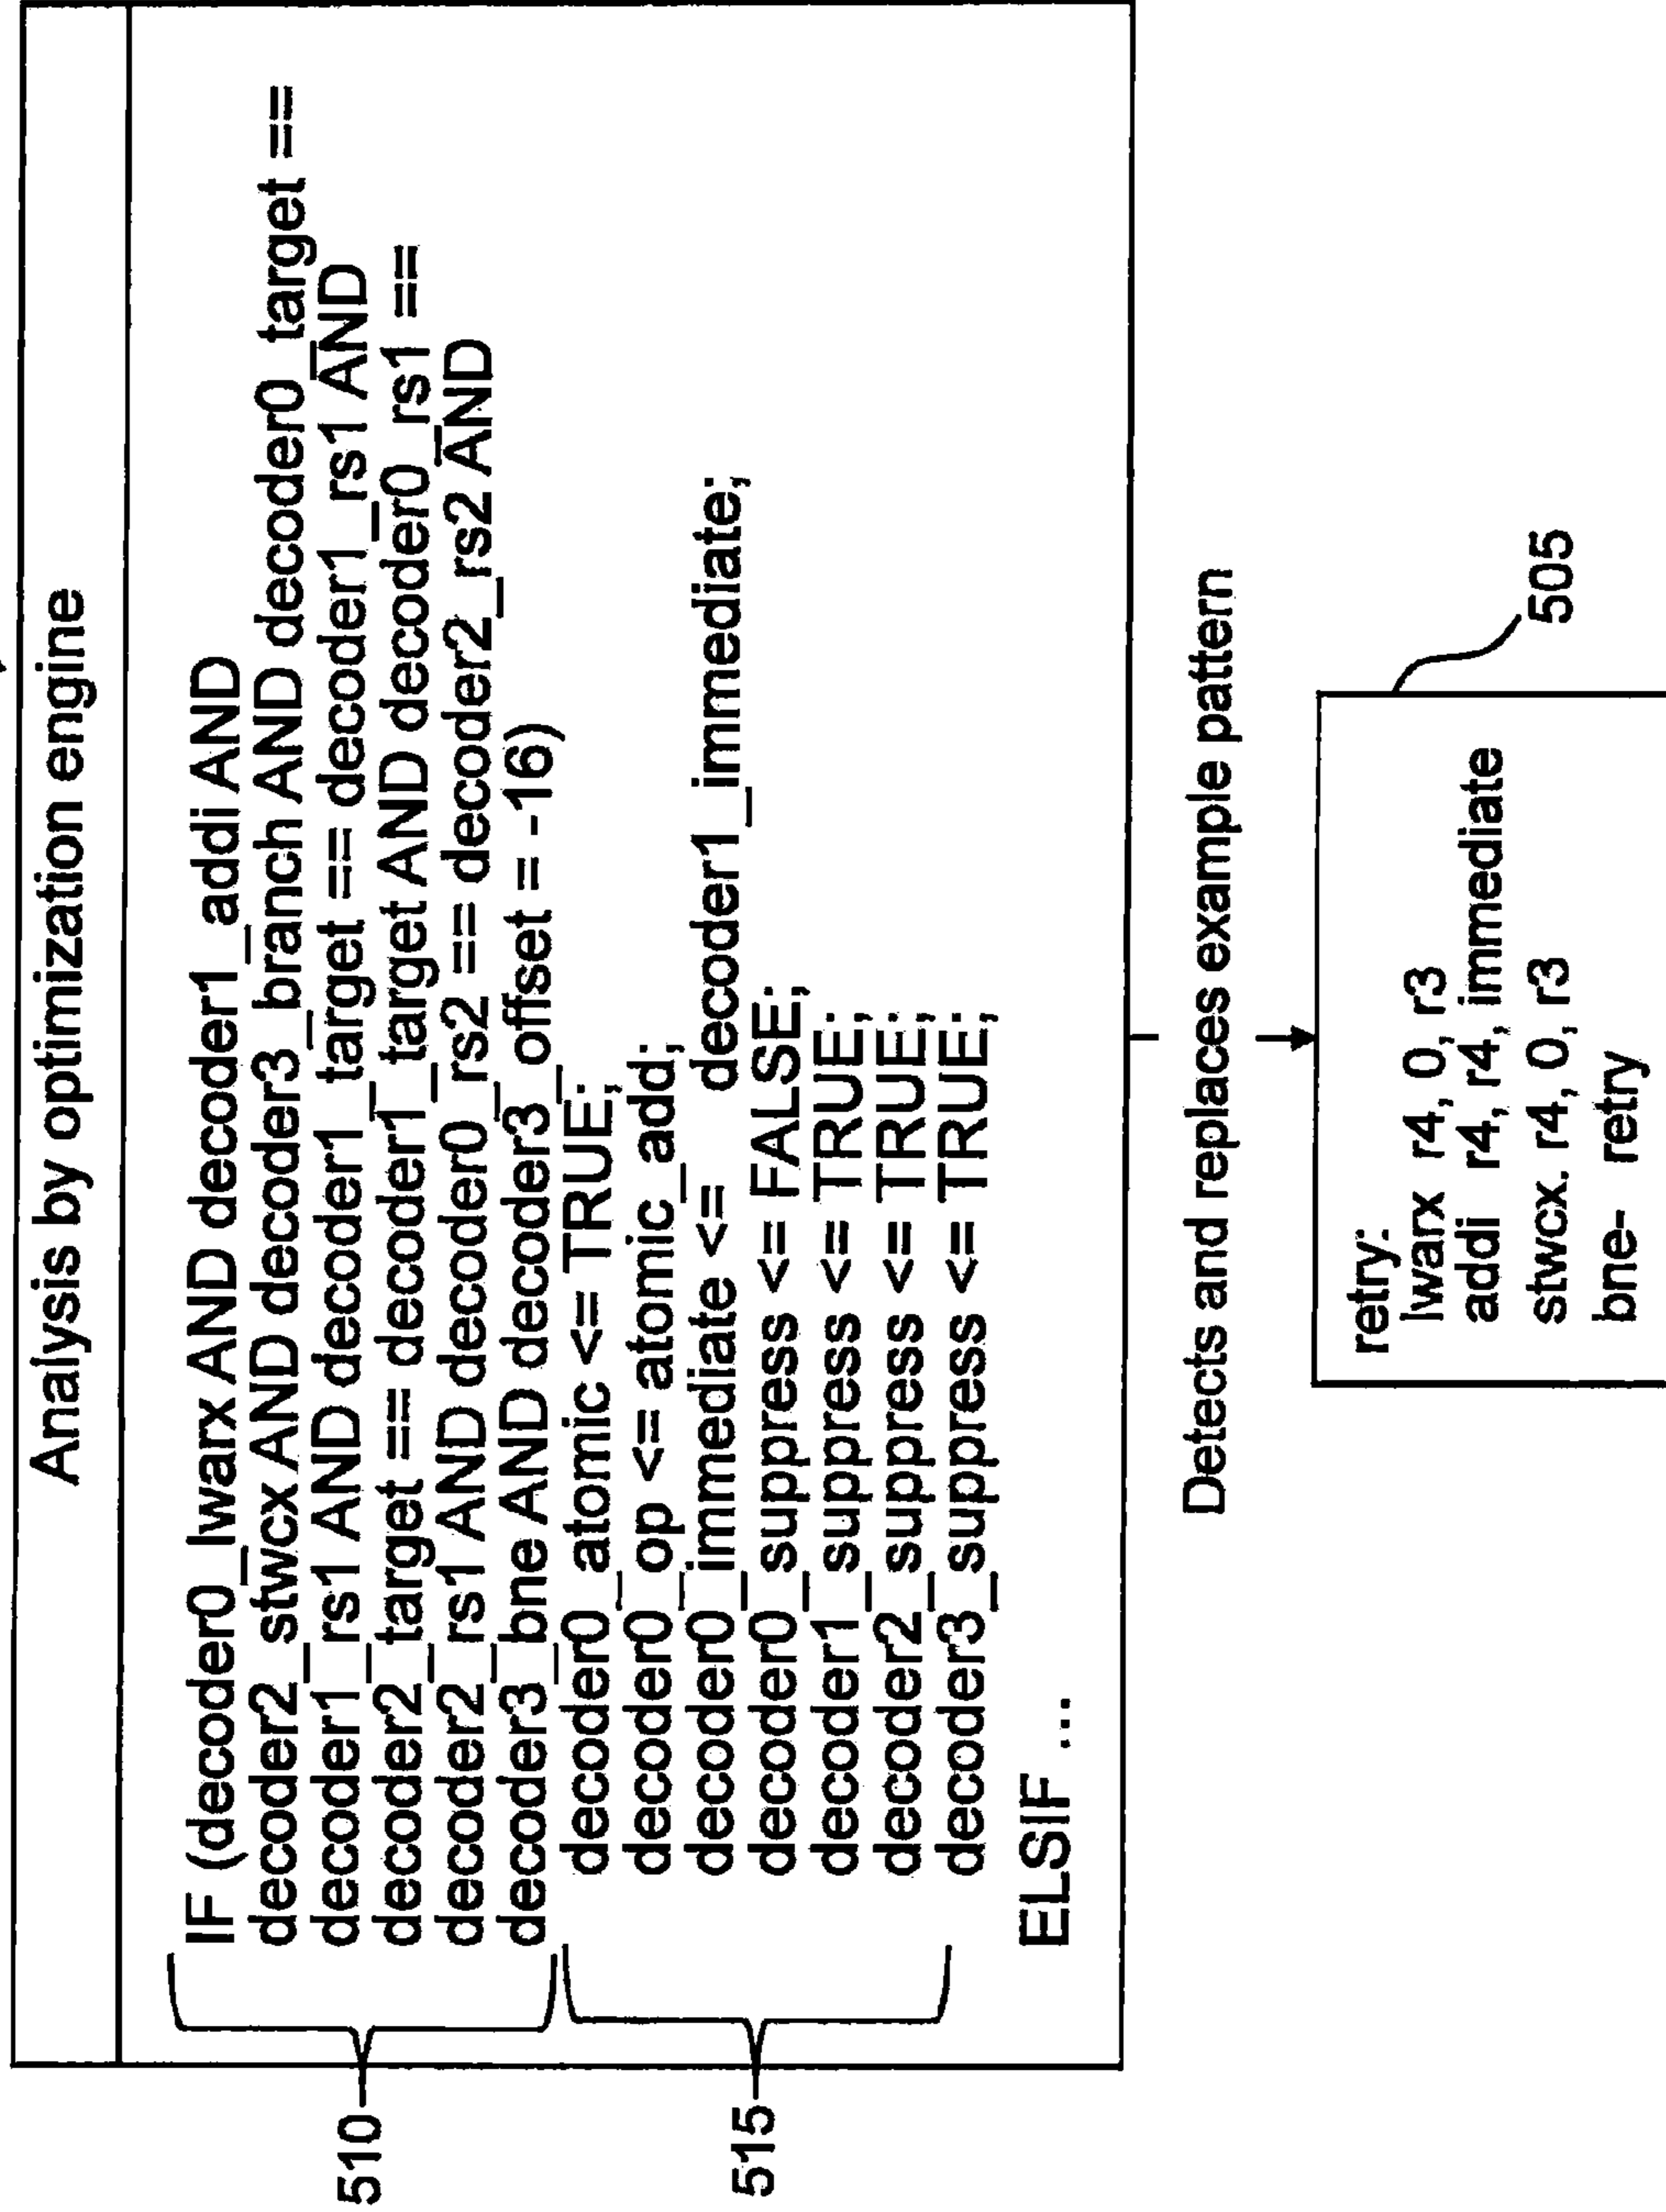 Analysis by optimization engine
IF (decoder0_lwarx AND decoder1_addi AND
decoder2_stwcx AND decoder3_branch AND decoder0_target ==
decoder1_rs1 AND decoder1_target == decoder1_rs1 AND
decoder2_target == decoder1_target AND decoder0_rs1 ==
decoder2_rs1 AND decoder0_rs2 == decoder2_rs2 AND
decoder3_bne AND decoder3_offset = -16)
510
decoder0_atomic <= TRUE;
decoder0_op <= atomic_add;
decoder0_immediate <= decoder1_immediate;
decoder0_suppress <= FALSE;
decoder1_suppress <= TRUE;
decoder2_suppress <= TRUE;
decoder3_suppress <= TRUE;
515
ELSIF ...
Detects and replaces example pattern
505
retry:
lwarx r4, 0, r3
addi r4, r4, immediate
stwcx. r4, 0, r3
bne- retry